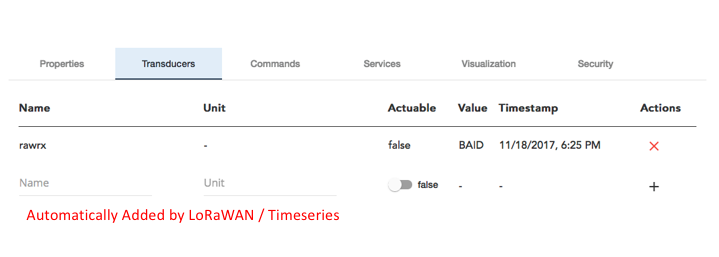 Properties Transducers Commands Services Visualization Security
Name Unit Actuable Value Timestamp Actions
rawrx - false BAID 11/18/2017, 6:25 PM
Name Unit false - -
Automatically Added by LoRaWAN / Timeseries